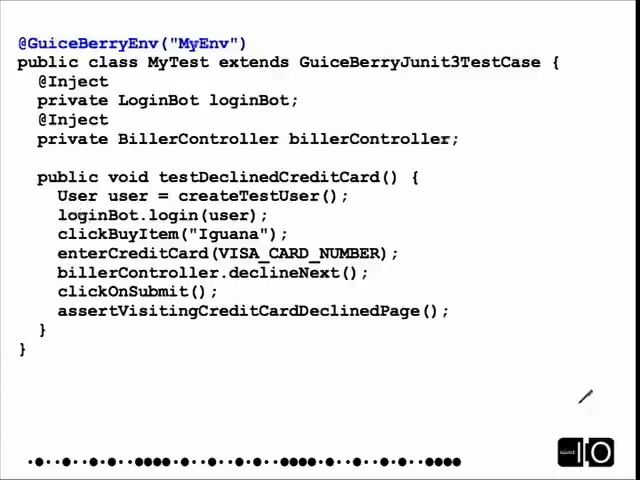 @GuiceBerryEnv("MyEnv")
public class MyTest extends GuiceBerryJunit3TestCase {
@Inject
private LoginBot loginBot;
@Inject
private BillerController billerController;
public void testDeclinedCreditCard() {
User user = createTestUser();
loginBot.login(user);
clickBuyItem("Iguana");
enterCreditCard(VISA_CARD_NUMBER);
billerController.declineNext();
clickOnSubmit();
assertVisitingCreditCardDeclinedPage();
}
}
IO